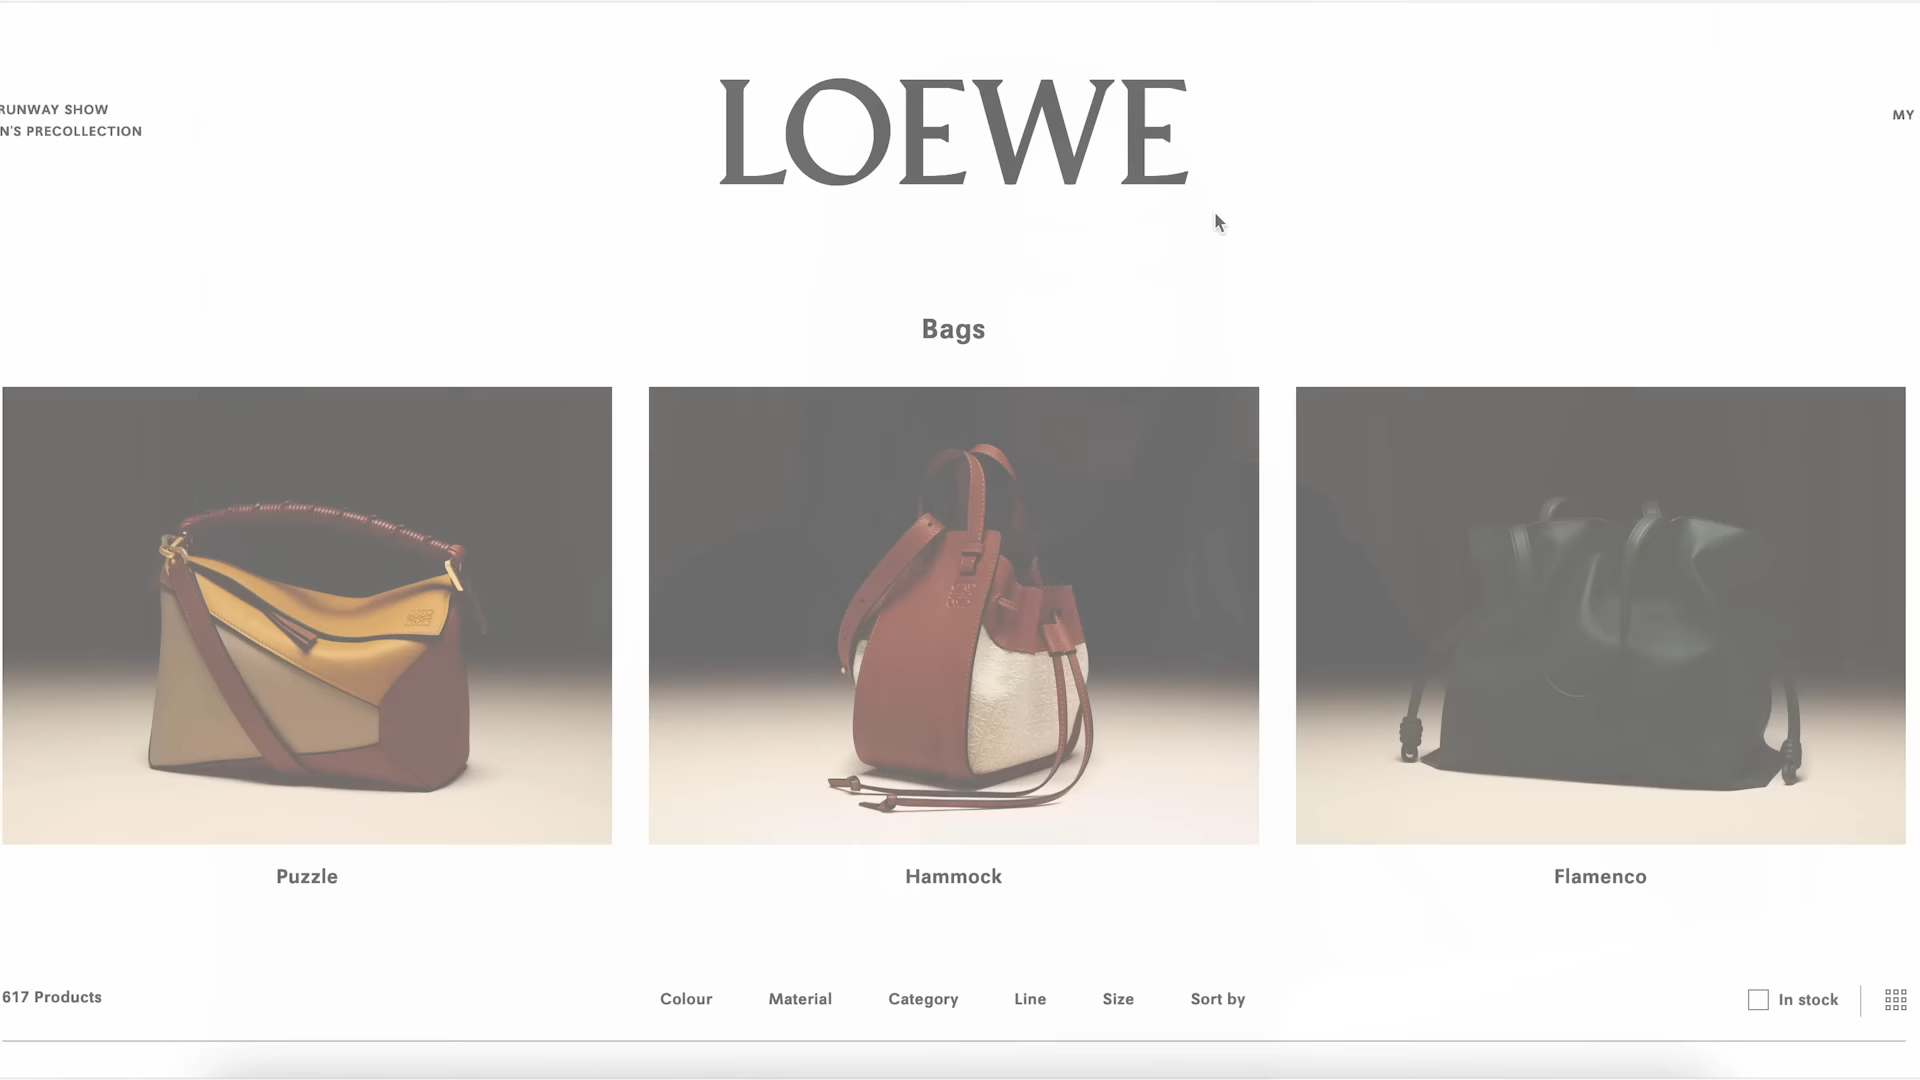 RUNWAY SHOW
N'S PRECOLLECTION
LOEWE
MY
Bags
Puzzle
Hammock
Flamenco
617 Products
Colour
Material
Category
Line
Size
Sort by
In stock